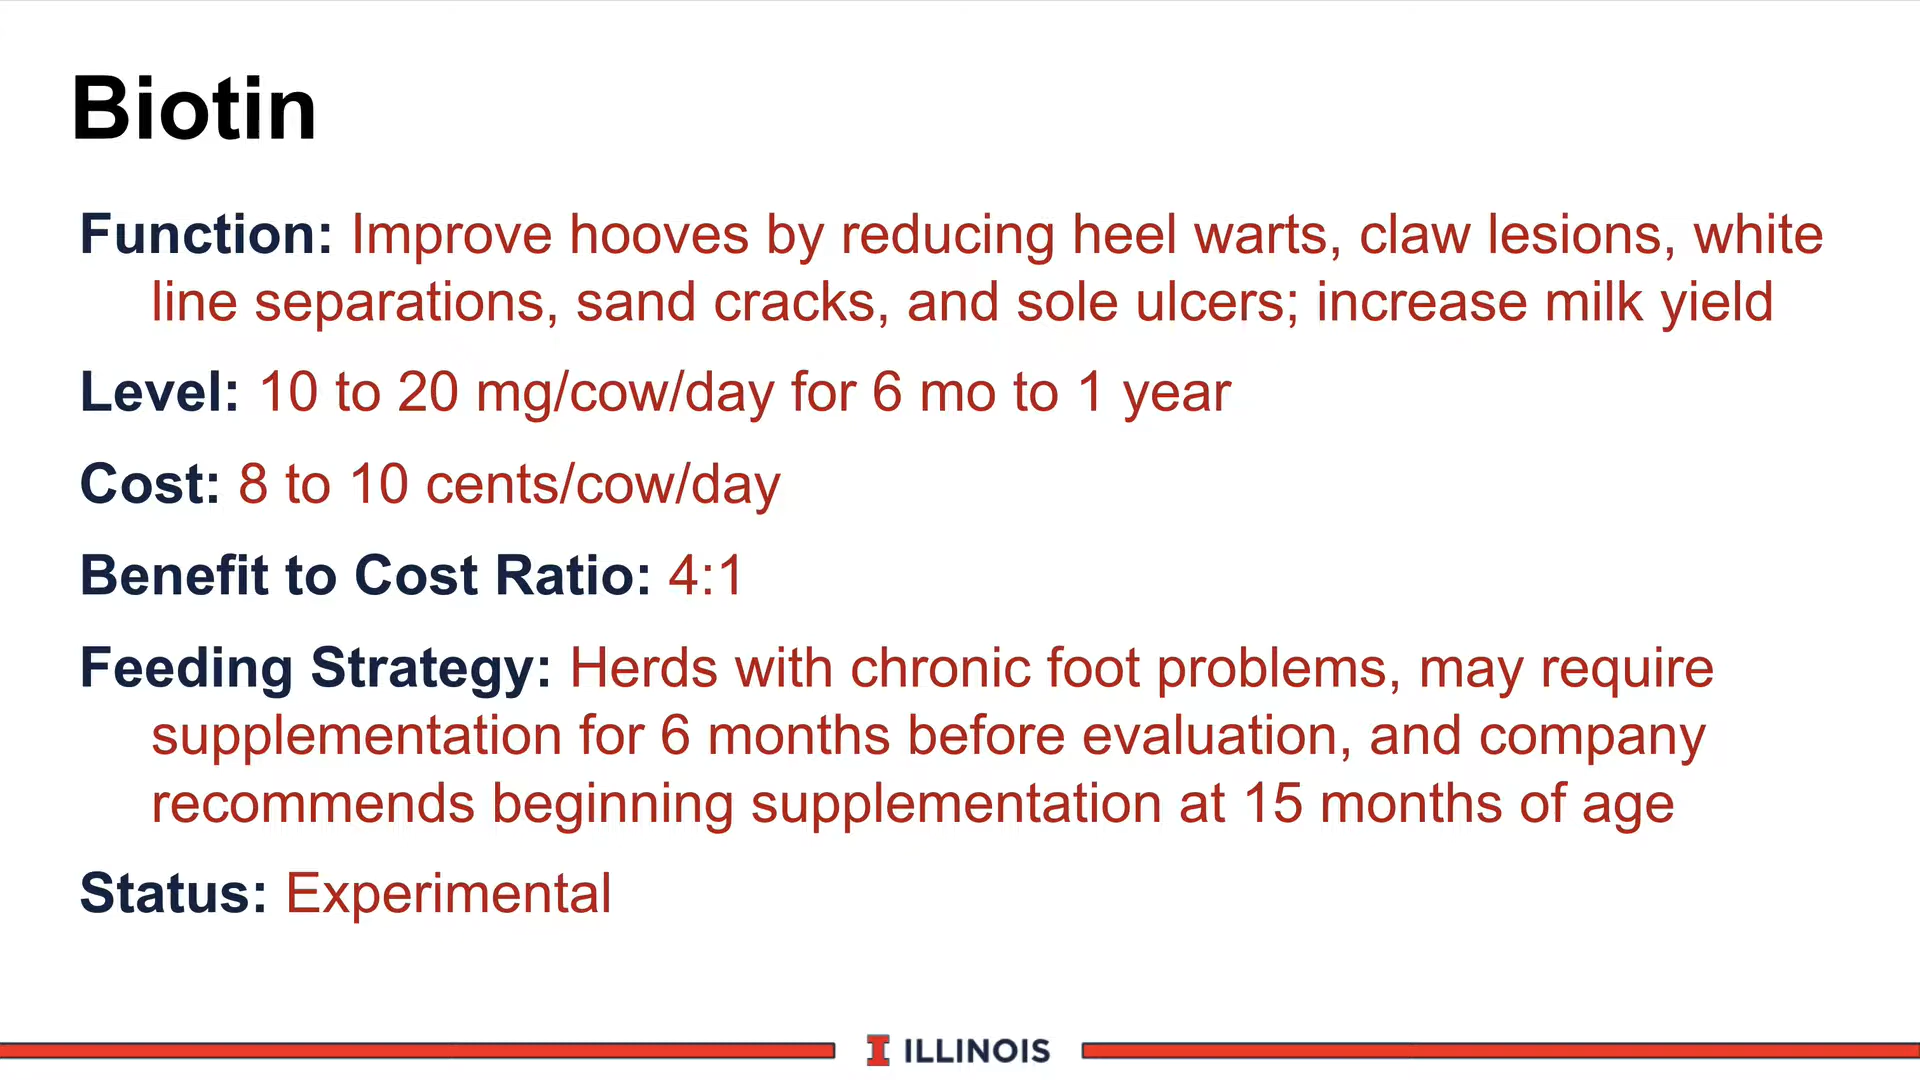 Biotin
Function: Improve hooves by reducing heel warts, claw lesions, white
line separations, sand cracks, and sole ulcers; increase milk yield
Level: 10 to 20 mg/cow/day for 6 mo to 1 year
Cost: 8 to 10 cents/cow/day
Benefit to Cost Ratio: 4:1
Feeding Strategy: Herds with chronic foot problems, may require
supplementation for 6 months before evaluation, and company
recommends beginning supplementation at 15 months of age
Status: Experimental
I ILLINOIS